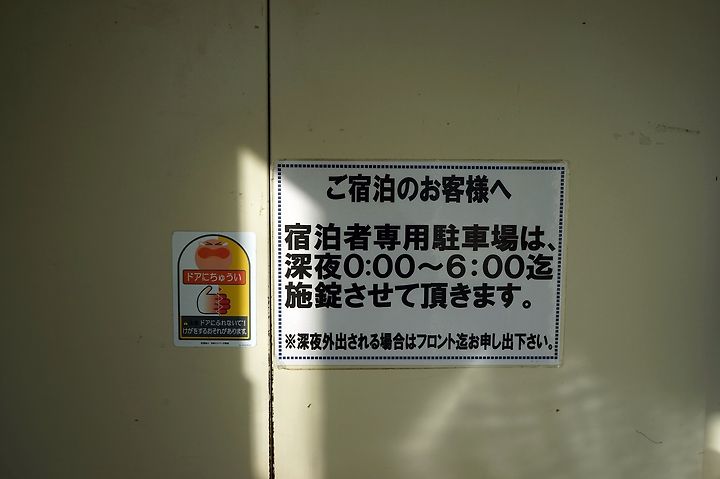 ご宿泊のお客様へ
宿泊者専用駐車場は、
深夜0:00～6:00迄
施錠させて頂きます。
※深夜外出される場合はフロント迄お申し出下さい。
ドアにちゅうい
ドアにふれないで!
けがをするおそれがあります。